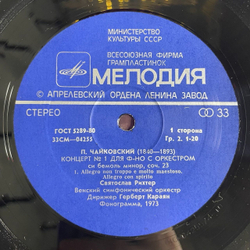 МИНИСТЕРСТВО
КУЛЬТУРЫ СССР
ВСЕСОЮЗНАЯ ФИРМА
ГРАМПЛАСТИНОК
МЕЛОДИЯ
© АПРЕЛЕВСКИЙ ОРДЕНА ЛЕНИНА ЗАВОД
СТЕРЕО 33
ГОСТ 5289-80 1 сторона
33СМ—04255 Гр. 2. 1-20
П. ЧАЙКОВСКИЙ (1840—1893)
КОНЦЕРТ № 1 ДЛЯ Ф-НО С ОРКЕСТРОМ
си бемоль минор, соч. 23
1. Allegro non troppo e molto maestoso,
Allegro con spirito
Святослав Рихтер
Венский симфонический оркестр
Дирижер Герберт Караян
Фонограмма, 1973